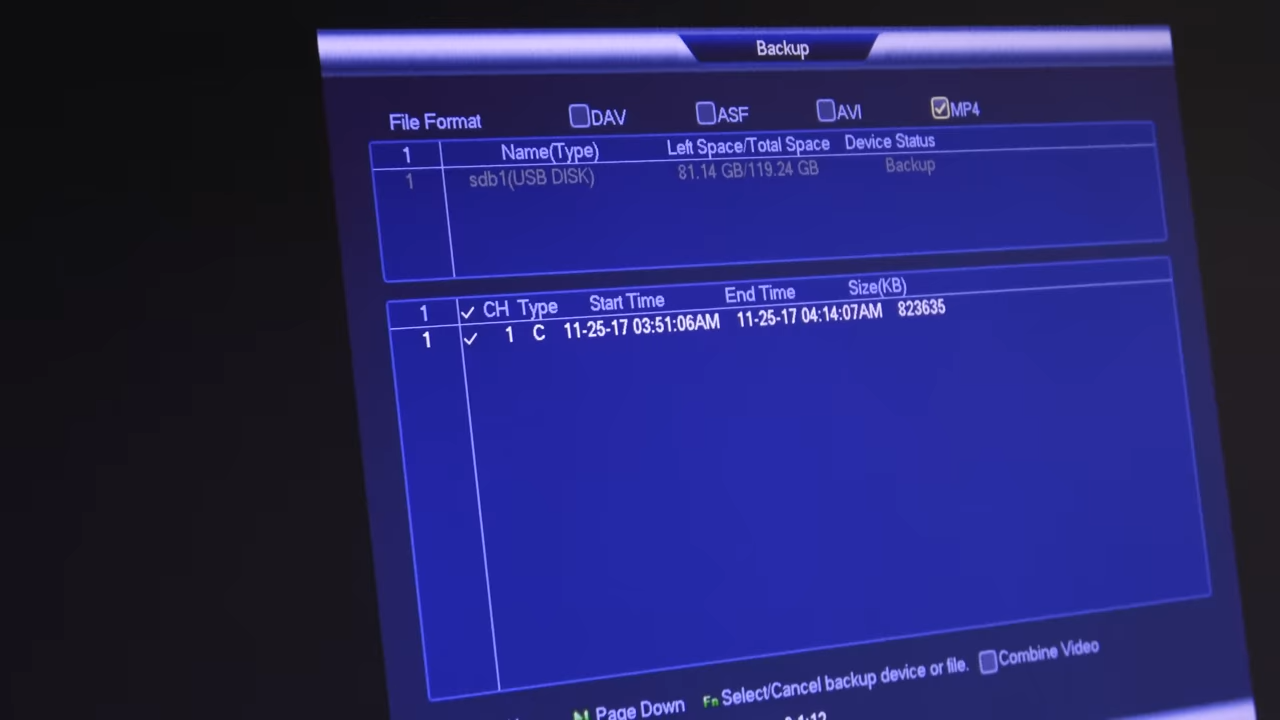 Backup
File Format DAV ASF AVI MP4
1 Name(Type) Left Space/Total Space Device Status
1 sdb1(USB DISK) 81.14 GB/119.24 GB Backup
1 ✓ CH Type Start Time End Time Size(KB)
1 ✓ 1 C 11-25-17 03:51:06AM 11-25-17 04:14:07AM 823635
Page Down Fn Select/Cancel backup device or file. Combine Video